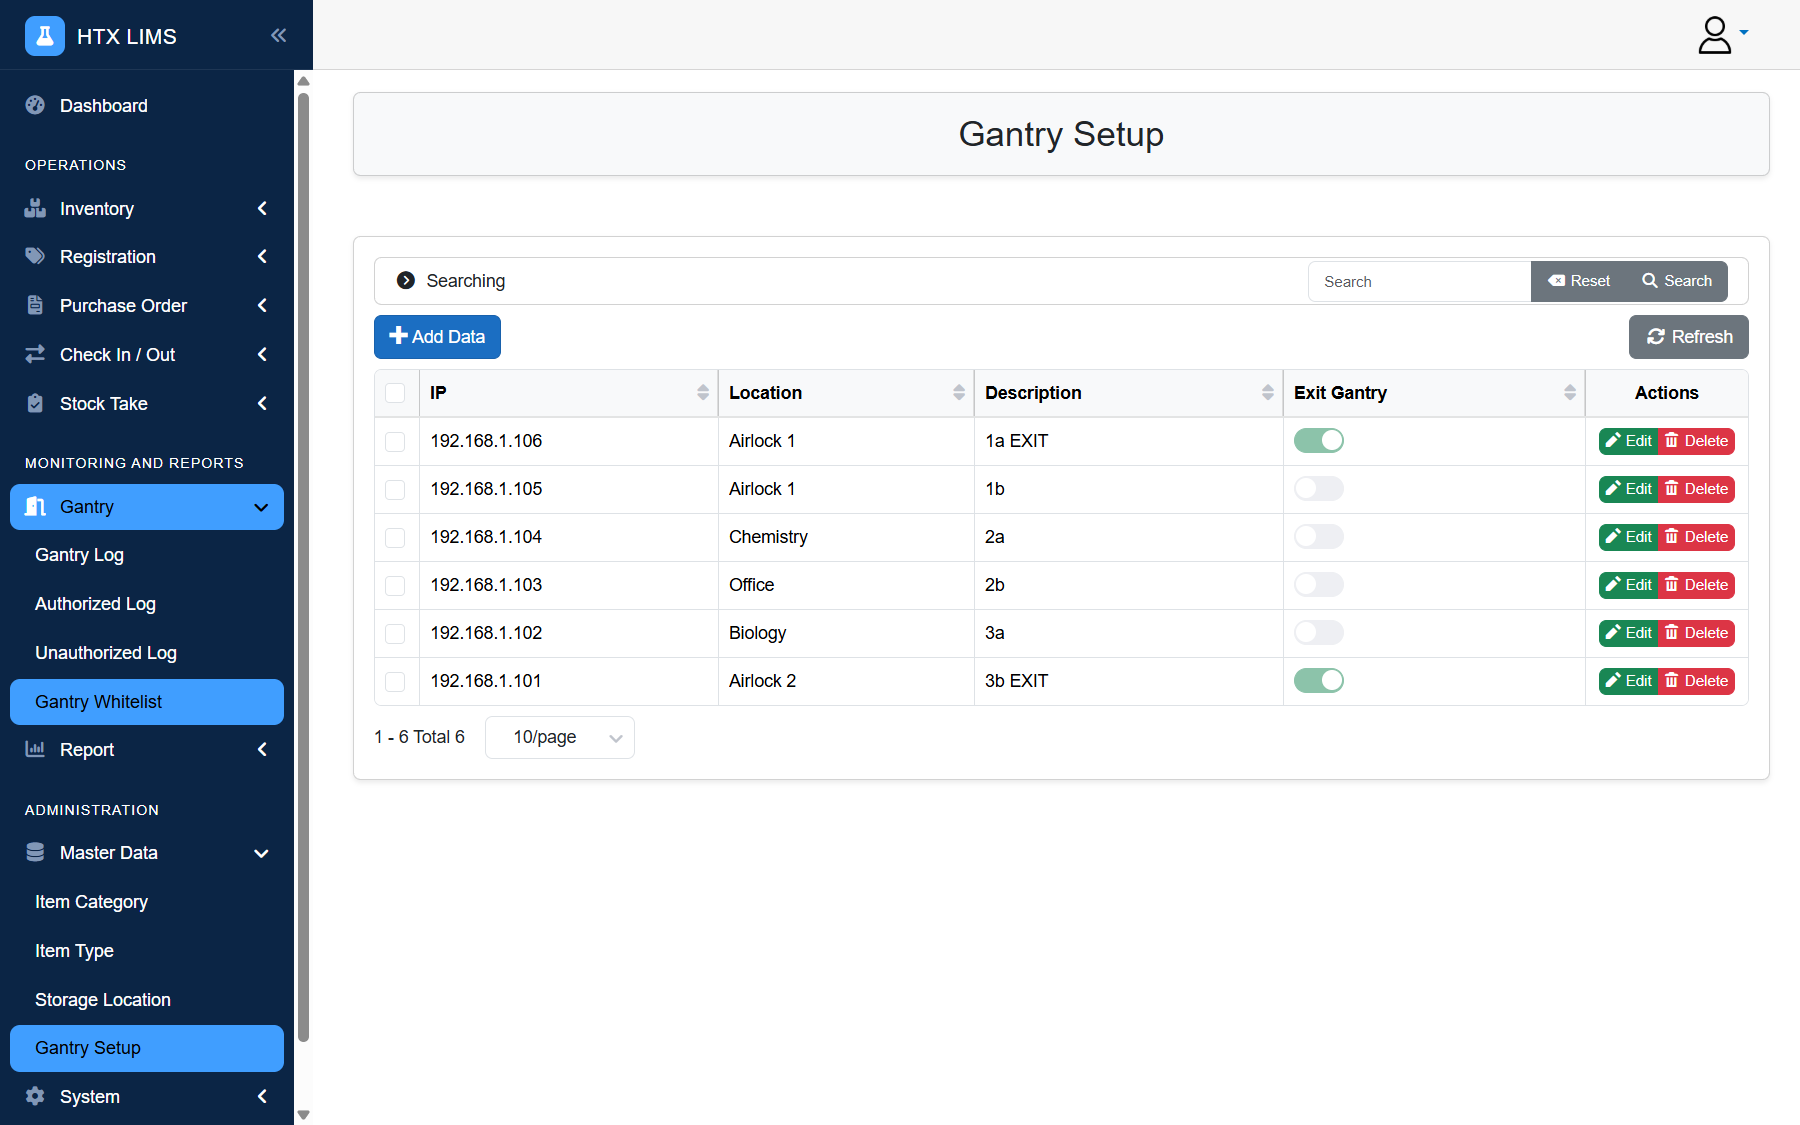 HTX LIMS
Dashboard
OPERATIONS
Inventory
Registration
Purchase Order
Check In / Out
Stock Take
MONITORING AND REPORTS
Gantry
Gantry Log
Authorized Log
Unauthorized Log
Gantry Whitelist
Report
ADMINISTRATION
Master Data
Item Category
Item Type
Storage Location
Gantry Setup
System
Gantry Setup
Searching Search Reset Search
Add Data Refresh
IP Location Description Exit Gantry Actions
192.168.1.106 Airlock 1 1a EXIT Edit Delete
192.168.1.105 Airlock 1 1b Edit Delete
192.168.1.104 Chemistry 2a Edit Delete
192.168.1.103 Office 2b Edit Delete
192.168.1.102 Biology 3a Edit Delete
192.168.1.101 Airlock 2 3b EXIT Edit Delete
1 - 6 Total 6 10/page